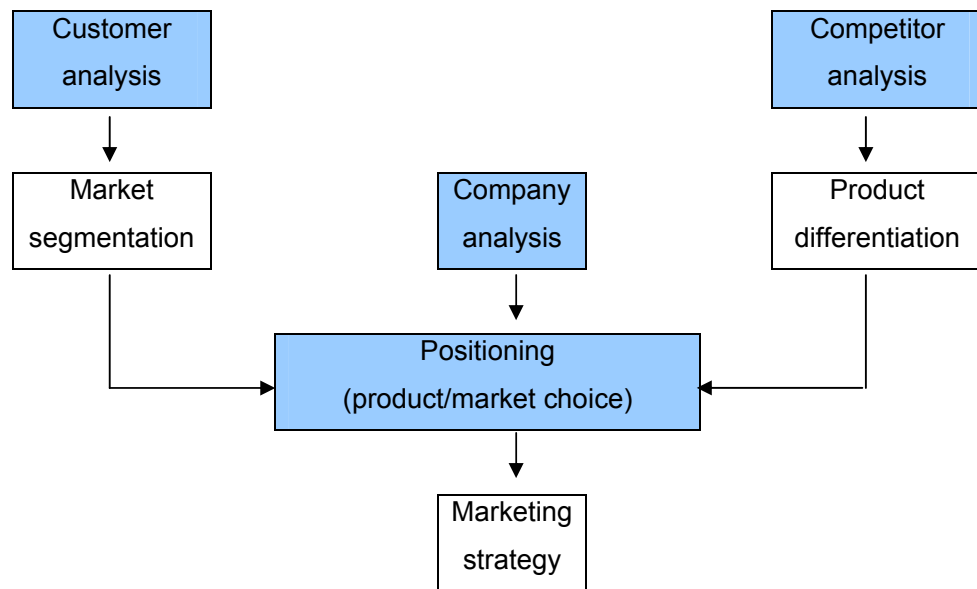 Customer
analysis
Competitor
analysis
Market
segmentation
Company
analysis
Product
differentiation
Positioning
(product/market choice)
Marketing
strategy